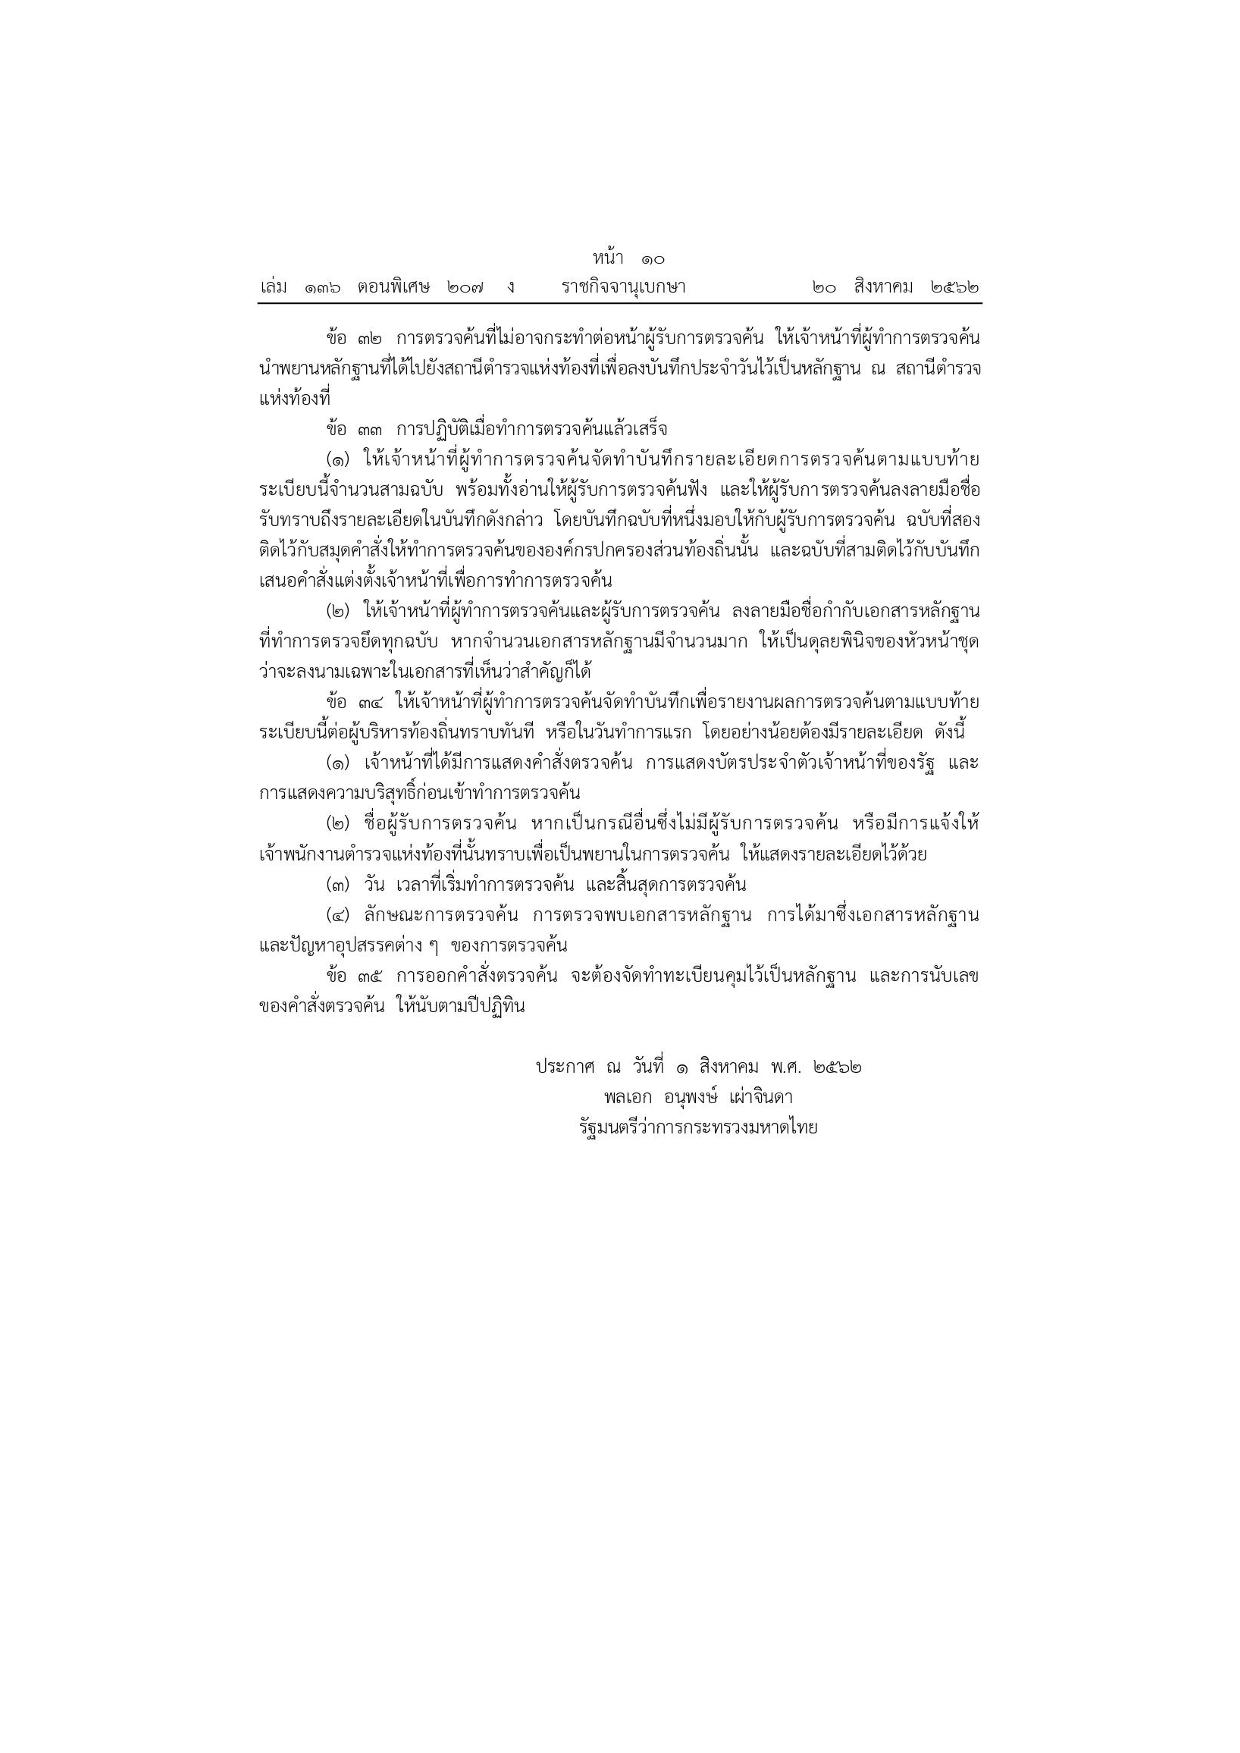 หน้า ๑๐
เล่ม ๑๓๖ ตอนพิเศษ ๒๐๗ ง ราชกิจจานุเบกษา ๒๐ สิงหาคม ๒๕๖๒
ข้อ ๓๒ การตรวจค้นที่ไม่อาจกระทำต่อหน้าผู้รับการตรวจค้น ให้เจ้าหน้าที่ผู้ทำการตรวจค้น
นำพยานหลักฐานที่ได้ไปยังสถานีตำรวจแห่งท้องที่เพื่อลงบันทึกประจำวันไว้เป็นหลักฐาน ณ สถานีตำรวจ
แห่งท้องที่
ข้อ ๓๓ การปฏิบัติเมื่อทำการตรวจค้นแล้วเสร็จ
(๑) ให้เจ้าหน้าที่ผู้ทำการตรวจค้นจัดทำบันทึกรายละเอียดการตรวจค้นตามแบบท้าย
ระเบียบนี้จำนวนสามฉบับ พร้อมทั้งอ่านให้ผู้รับการตรวจค้นฟัง และให้ผู้รับการตรวจค้นลงลายมือชื่อ
รับทราบถึงรายละเอียดในบันทึกดังกล่าว โดยบันทึกฉบับที่หนึ่งมอบให้กับผู้รับการตรวจค้น ฉบับที่สอง
ติดไว้กับสมุดคำสั่งให้ทำการตรวจค้นขององค์กรปกครองส่วนท้องถิ่นนั้น และฉบับที่สามติดไว้กับบันทึก
เสนอคำสั่งแต่งตั้งเจ้าหน้าที่เพื่อการทำการตรวจค้น
(๒) ให้เจ้าหน้าที่ผู้ทำการตรวจค้นและผู้รับการตรวจค้น ลงลายมือชื่อกำกับเอกสารหลักฐาน
ที่ทำการตรวจยึดทุกฉบับ หากจำนวนเอกสารหลักฐานมีจำนวนมาก ให้เป็นดุลยพินิจของหัวหน้าชุด
ว่าจะลงนามเฉพาะในเอกสารที่เห็นว่าสำคัญก็ได้
ข้อ ๓๔ ให้เจ้าหน้าที่ผู้ทำการตรวจค้นจัดทำบันทึกเพื่อรายงานผลการตรวจค้นตามแบบท้าย
ระเบียบนี้ต่อผู้บริหารท้องถิ่นทราบทันที หรือในวันทำการแรก โดยอย่างน้อยต้องมีรายละเอียด ดังนี้
(๑) เจ้าหน้าที่ได้มีการแสดงคำสั่งตรวจค้น การแสดงบัตรประจำตัวเจ้าหน้าที่ของรัฐ และ
การแสดงความบริสุทธิ์ก่อนเข้าทำการตรวจค้น
(๒) ชื่อผู้รับการตรวจค้น หากเป็นกรณีอื่นซึ่งไม่มีผู้รับการตรวจค้น หรือมีการแจ้งให้
เจ้าพนักงานตำรวจแห่งท้องที่นั้นทราบเพื่อเป็นพยานในการตรวจค้น ให้แสดงรายละเอียดไว้ด้วย
(๓) วัน เวลาที่เริ่มทำการตรวจค้น และสิ้นสุดการตรวจค้น
(๔) ลักษณะการตรวจค้น การตรวจพบเอกสารหลักฐาน การได้มาซึ่งเอกสารหลักฐาน
และปัญหาอุปสรรคต่าง ๆ ของการตรวจค้น
ข้อ ๓๕ การออกคำสั่งตรวจค้น จะต้องจัดทำทะเบียนคุมไว้เป็นหลักฐาน และการนับเลข
ของคำสั่งตรวจค้น ให้นับตามปีปฏิทิน
ประกาศ ณ วันที่ ๑ สิงหาคม พ.ศ. ๒๕๖๒
พลเอก อนุพงษ์ เผ่าจินดา
รัฐมนตรีว่าการกระทรวงมหาดไทย